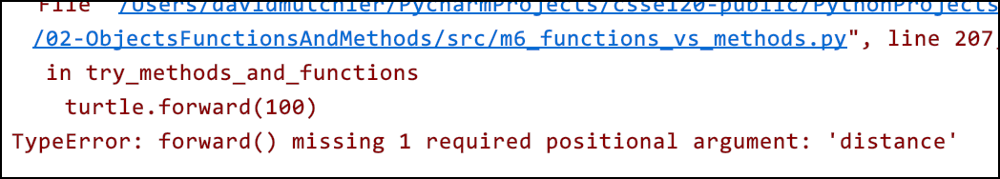 File "/Users/davidmutchler/PycharmProjects/csse120-public/PythonProjects
/02-ObjectsFunctionsAndMethods/src/m6_functions_vs_methods.py", line 207,
in try_methods_and_functions
turtle.forward(100)
TypeError: forward() missing 1 required positional argument: 'distance'